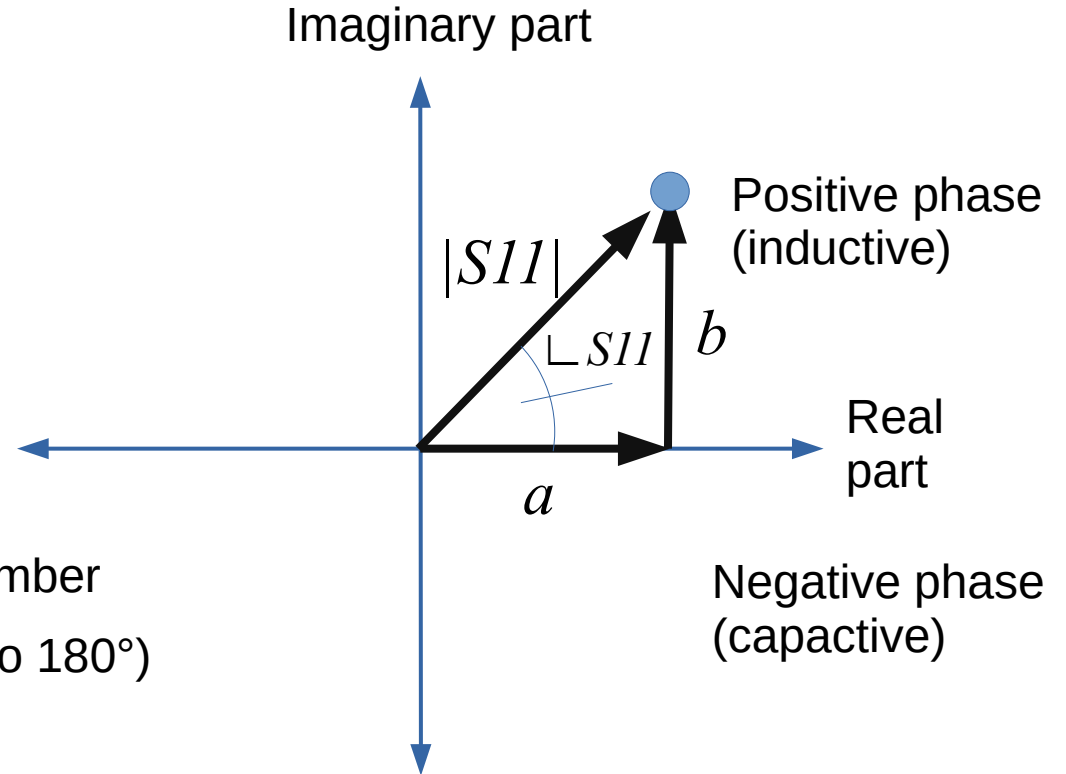 Imaginary part
Positive phase
(inductive)
|S11|
∟S11
b
Real
part
a
mber
o 180°)
Negative phase
(capactive)